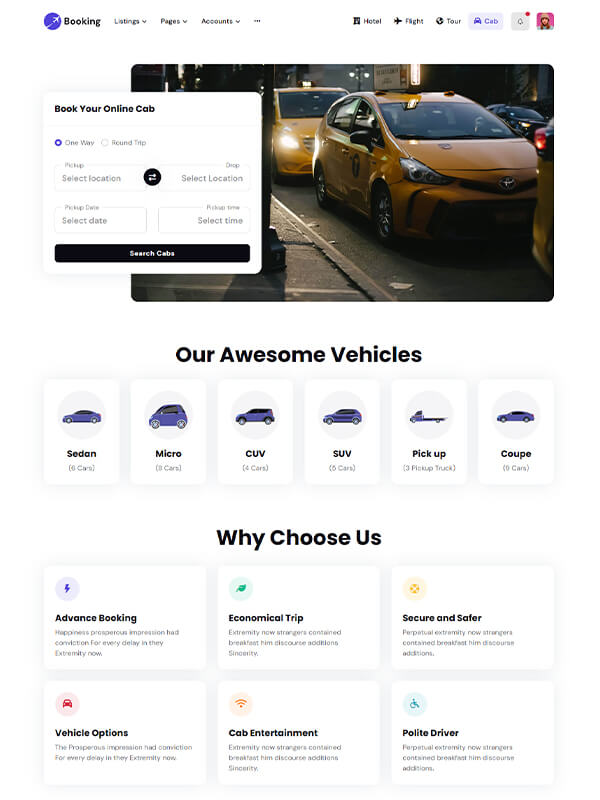 Booking Listings Pages Accounts ••• Hotel Flight Tour Cab
Book Your Online Cab
One Way Round Trip
Pickup Drop
Select location Select Location
Pickup Date Pickup time
Select date Select time
Search Cabs
Our Awesome Vehicles
Sedan Micro CUV SUV Pick up Coupe
(6 Cars) (8 Cars) (4 Cars) (5 Cars) (3 Pickup Truck) (9 Cars)
Why Choose Us
Advance Booking
Happiness prosperous impression had
conviction For every delay in they
Extremity now.
Economical Trip
Extremity now strangers contained
breakfast him discourse additions
Sincerity.
Secure and Safer
Perpetual extremity now strangers
contained breakfast him discourse
additions.
Vehicle Options
The Prosperous impression had conviction
For every delay in they Extremity now.
Cab Entertainment
Extremity now strangers contained
breakfast him discourse additions
Sincerity.
Polite Driver
Perpetual extremity now strangers
contained breakfast him discourse
additions.